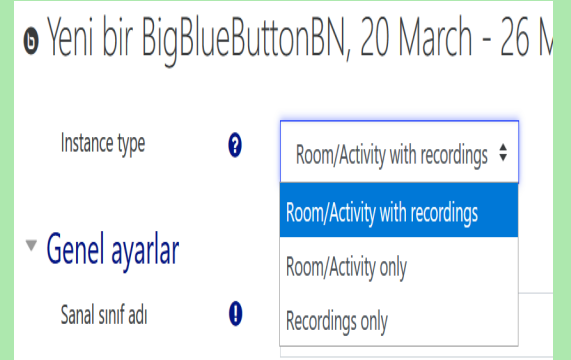 Yeni bir BigBlueButtonBN, 20 March - 26 M
Instance type
Room/Activity with recordings
Room/Activity with recordings
Room/Activity only
Recordings only
Genel ayarlar
Sanal sınıf adı